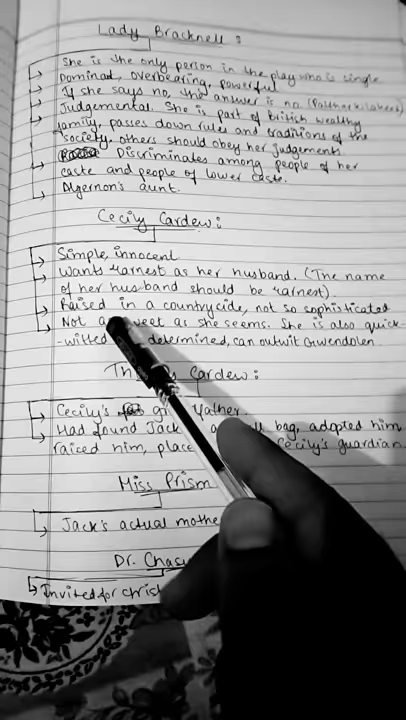 Lady Bracknell:
She is the only person in the play who is single
Dominant, overbearing, powerful
If she says no, the answer is no
Judgemental. She is part of british wealthy
family, passes down rules and traditions of the
society, others should obey her judgements.
Discriminates among people of her
caste and people of lower caste.
Algernon's aunt.
Cecily Cardew:
Simple, innocent
Wants earnest as her husband. (The name
of her husband should be earnest)
Raised in a countrycide, not so sophisticated
Not a sweet as she seems. She is also quick-
-witted determined, can outwit Gwendolen
Cardew:
Cecily's father.
Had found Jack bag, adopted him,
raiced him, place Cecily's guardian
Miss Prism
Jack's actual mothe
Dr. Chasu
Invited for christ